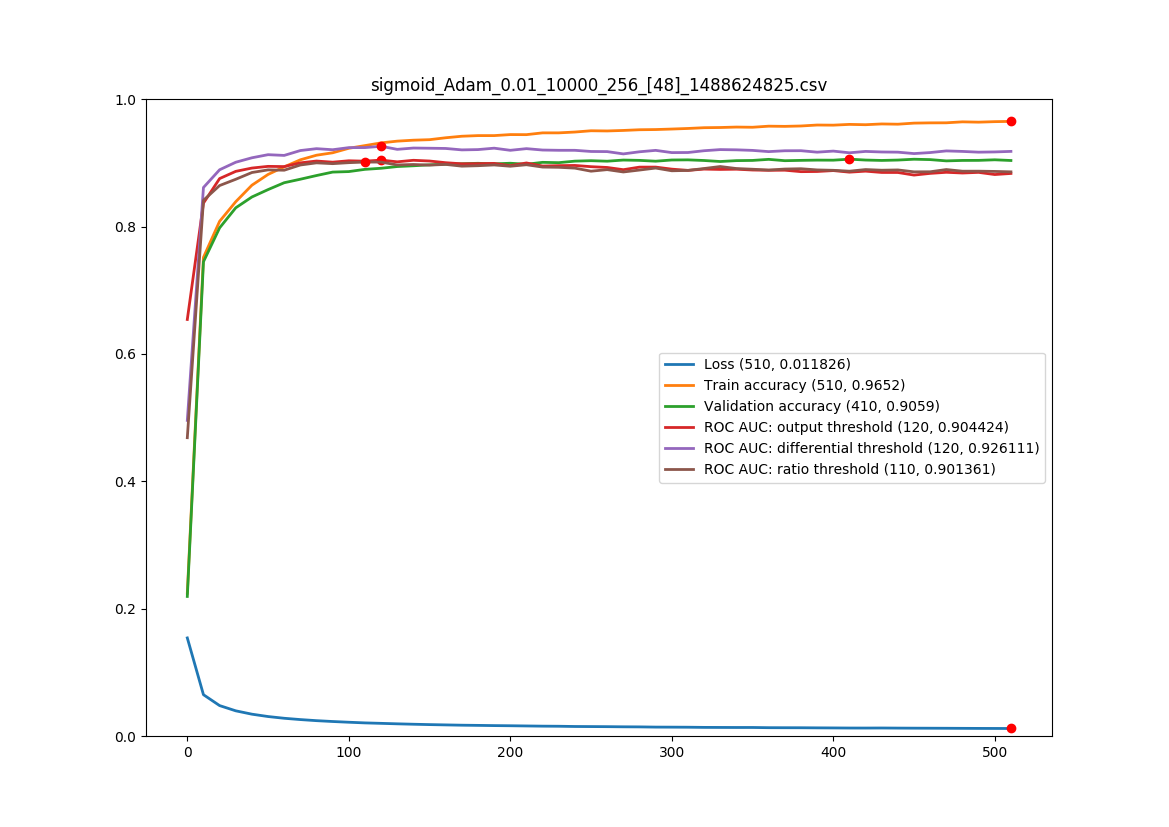 sigmoid_Adam_0.01_10000_256_[48]_1488624825.csv
1.0
0.8
0.6
0.4
0.2
0.0
Loss (510, 0.011826)
Train accuracy (510, 0.9652)
Validation accuracy (410, 0.9059)
ROC AUC: output threshold (120, 0.904424)
ROC AUC: differential threshold (120, 0.926111)
ROC AUC: ratio threshold (110, 0.901361)
0 100 200 300 400 500